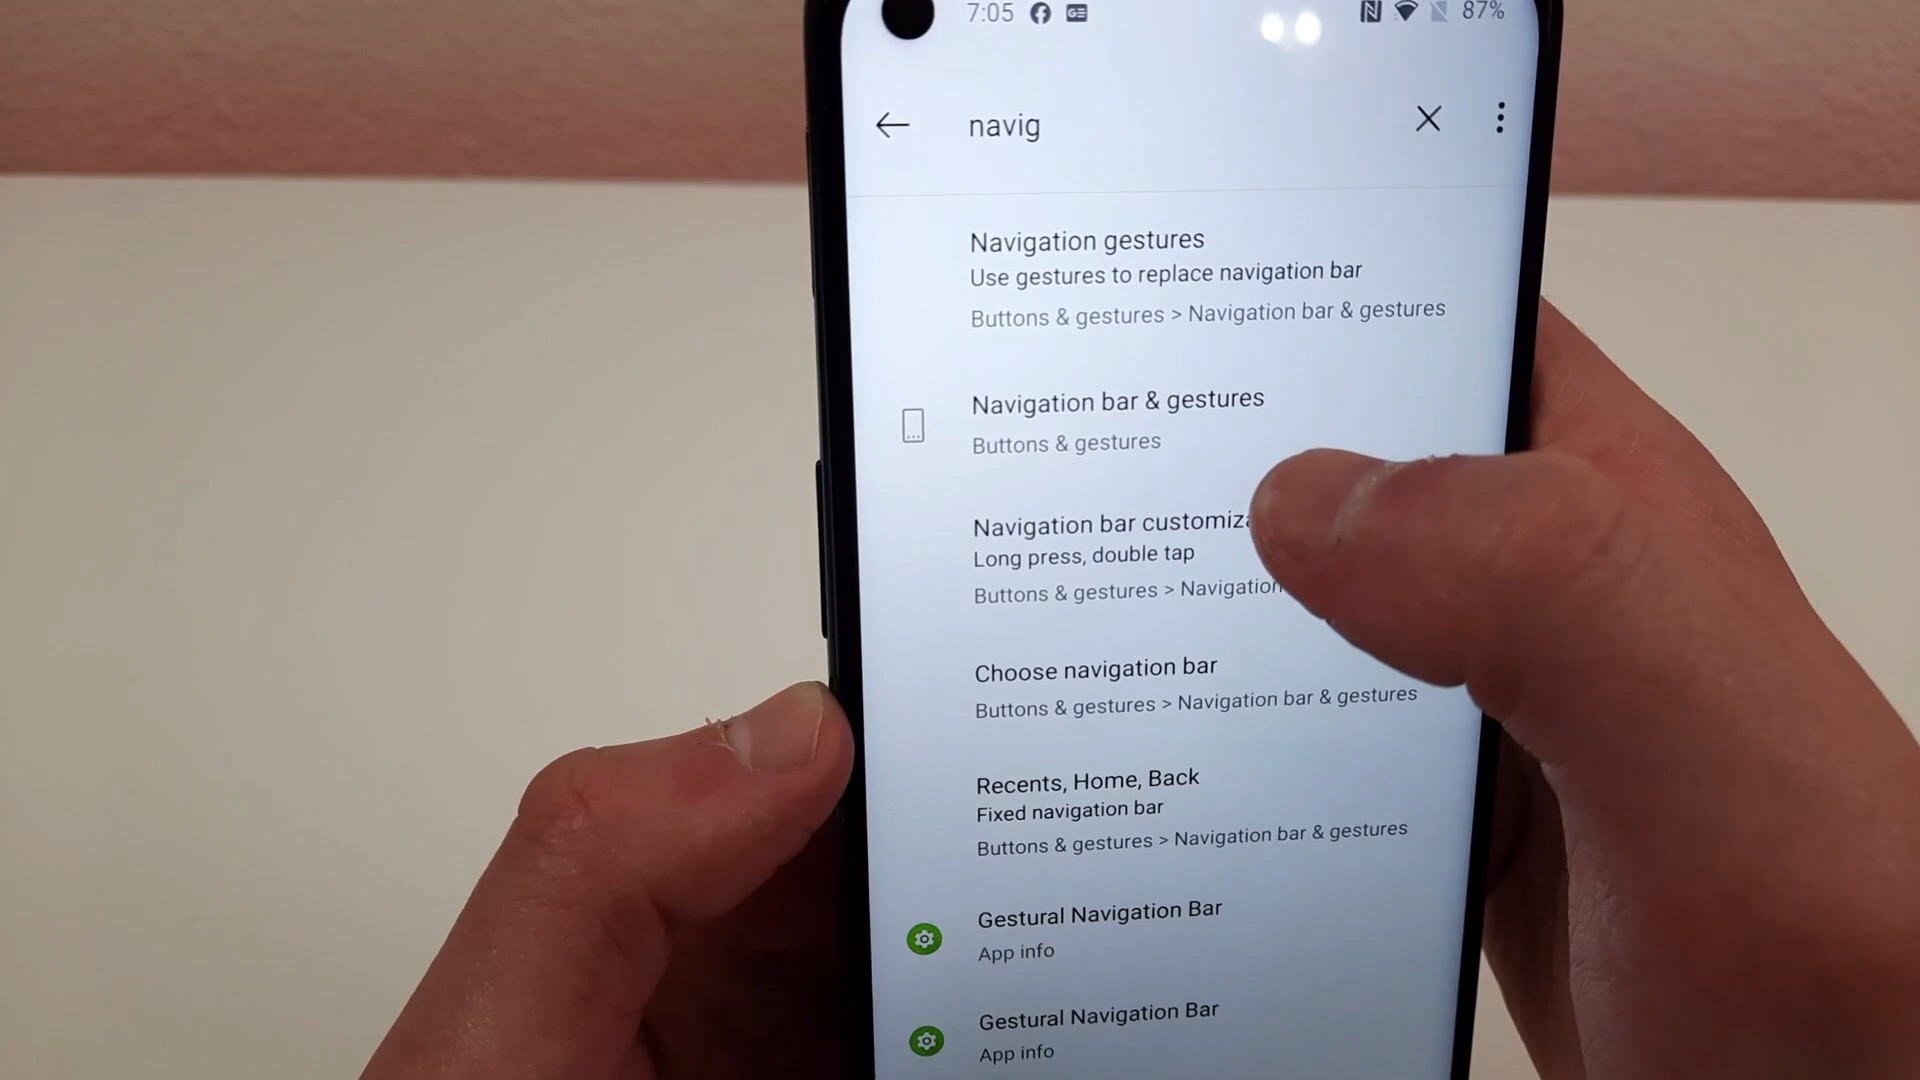 7:05 GE 87%
navig
Navigation gestures
Use gestures to replace navigation bar
Buttons & gestures > Navigation bar & gestures
Navigation bar & gestures
Buttons & gestures
Navigation bar customiz
Long press, double tap
Buttons & gestures > Navigation
Choose navigation bar
Buttons & gestures > Navigation bar & gestures
Recents, Home, Back
Fixed navigation bar
Buttons & gestures > Navigation bar & gestures
Gestural Navigation Bar
App info
Gestural Navigation Bar
App info